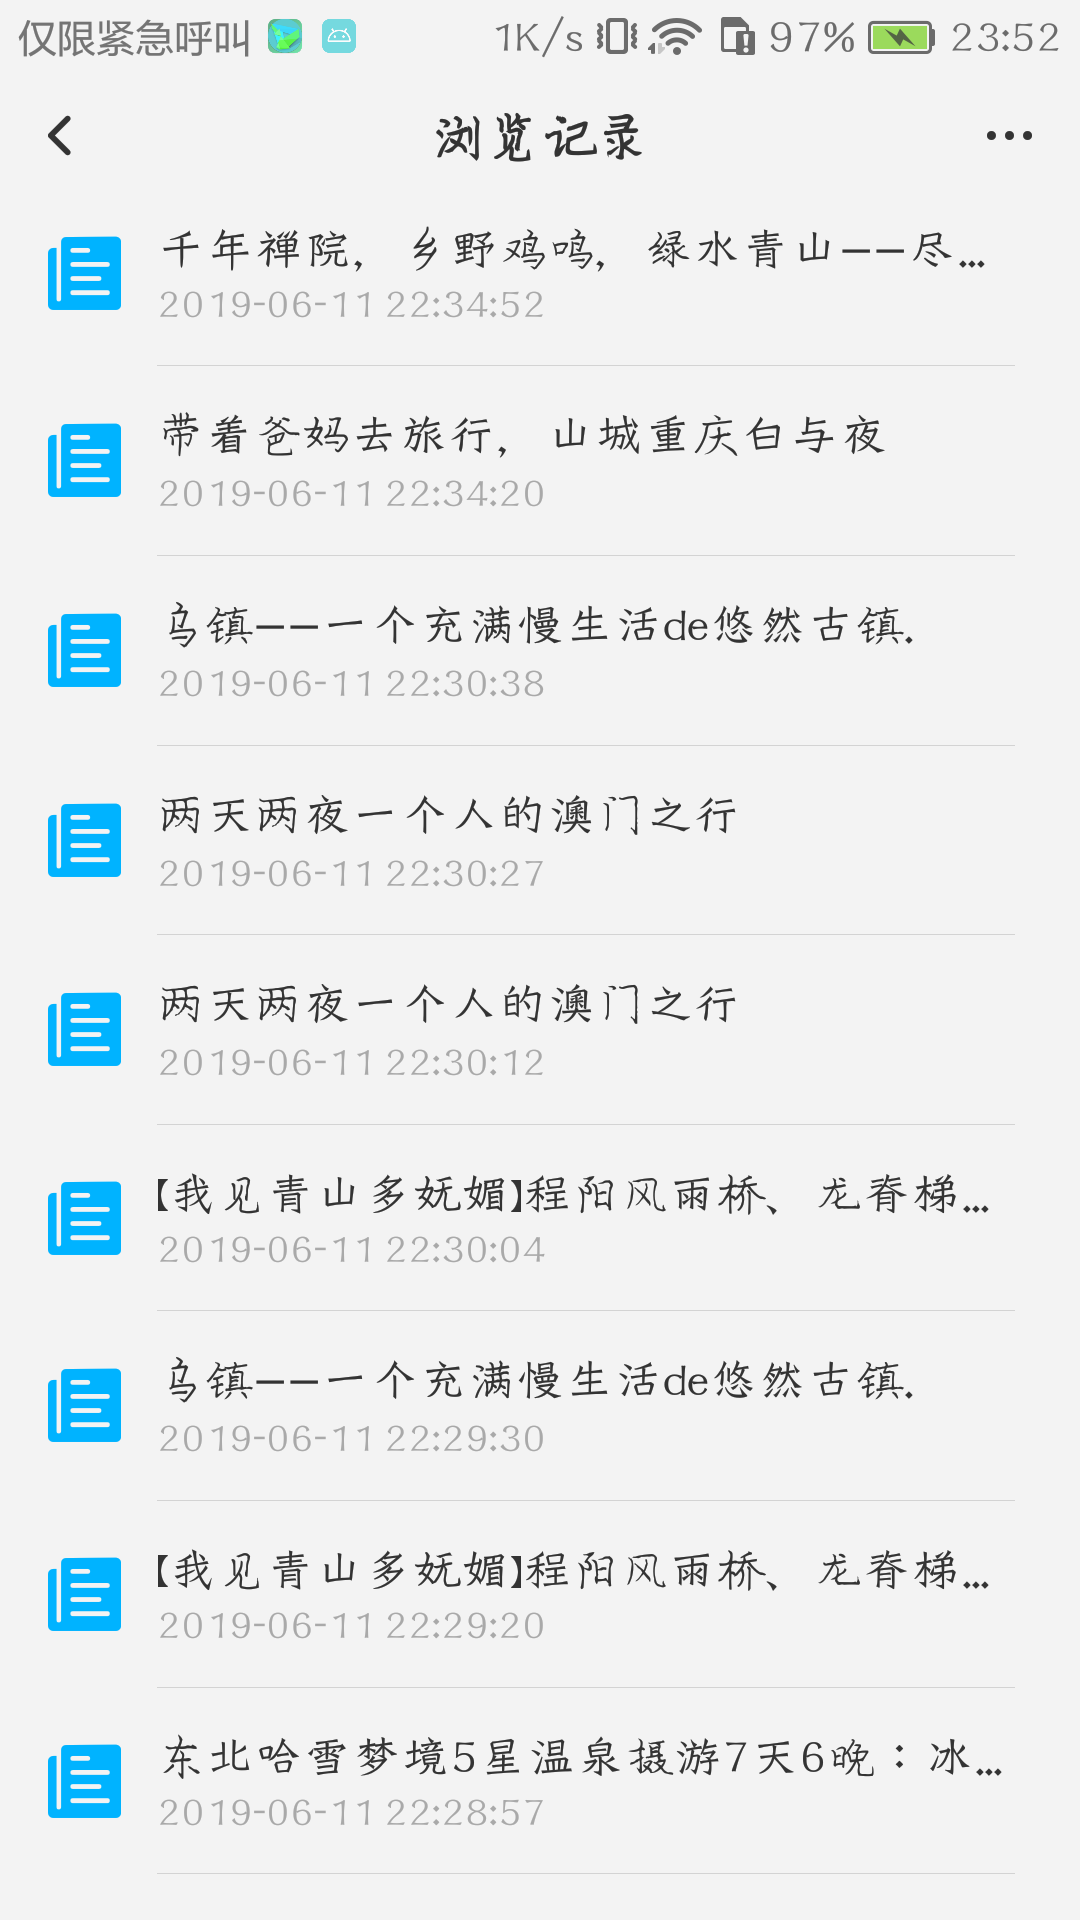 仅限紧急呼叫 1K/s 97% 23:52
浏览记录
千年禅院，乡野鸡鸣，绿水青山——尽...
2019-06-11 22:34:52
带着爸妈去旅行，山城重庆白与夜
2019-06-11 22:34:20
乌镇——一个充满慢生活de悠然古镇.
2019-06-11 22:30:38
两天两夜一个人的澳门之行
2019-06-11 22:30:27
两天两夜一个人的澳门之行
2019-06-11 22:30:12
【我见青山多妩媚】程阳风雨桥、龙脊梯...
2019-06-11 22:30:04
乌镇——一个充满慢生活de悠然古镇.
2019-06-11 22:29:30
【我见青山多妩媚】程阳风雨桥、龙脊梯...
2019-06-11 22:29:20
东北哈雪梦境5星温泉摄游7天6晚：冰...
2019-06-11 22:28:57